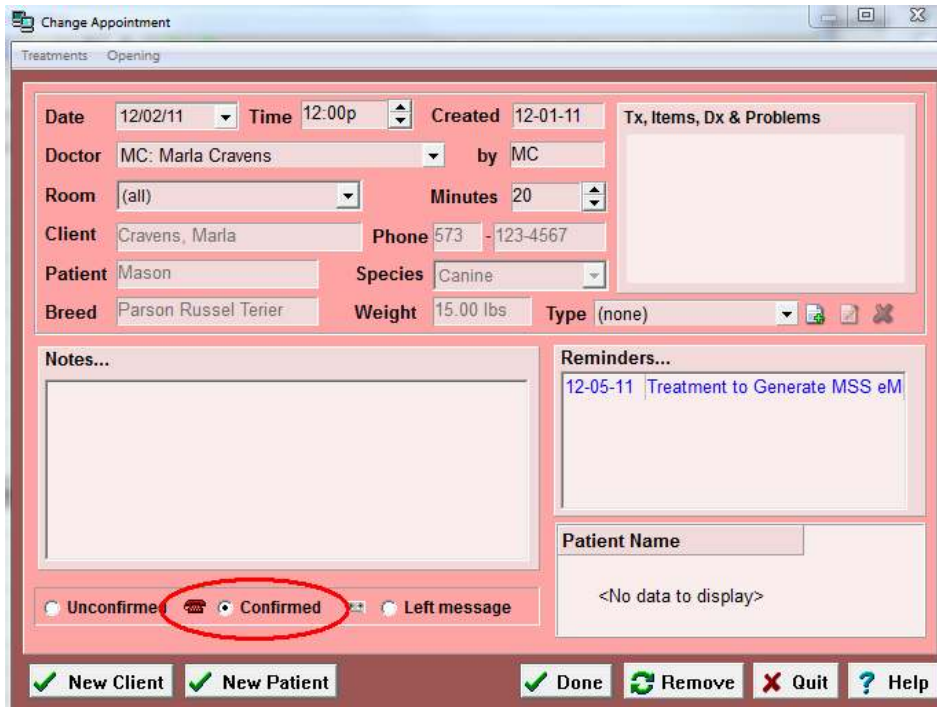 Change Appointment
Treatments Opening
Date 12/02/11 Time 12:00p Created 12-01-11 Tx, Items, Dx & Problems
Doctor MC: Marla Cravens by MC
Room (all) Minutes 20
Client Cravens, Marla Phone 573 - 123-4567
Patient Mason Species Canine
Breed Parson Russel Terier Weight 15.00 lbs Type (none)
Notes... Reminders...
12-05-11 Treatment to Generate MSS eM
Patient Name
<No data to display>
Unconfirmed Confirmed Left message
New Client New Patient Done Remove Quit Help